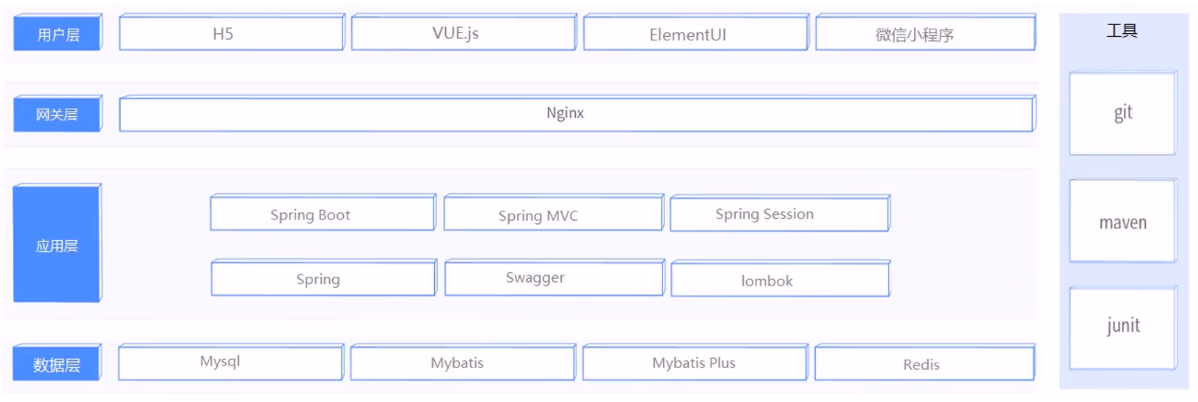 用户层
H5
VUE.js
ElementUI
微信小程序
网关层
Nginx
应用层
Spring Boot
Spring MVC
Spring Session
Spring
Swagger
lombok
数据层
Mysql
Mybatis
Mybatis Plus
Redis
工具
git
maven
junit